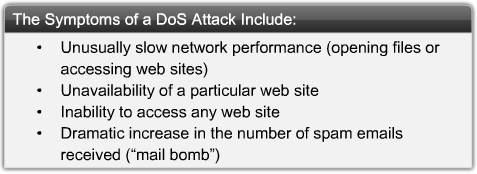 The Symptoms of a DoS Attack Include:
• Unusually slow network performance (opening files or
accessing web sites)
• Unavailability of a particular web site
• Inability to access any web site
• Dramatic increase in the number of spam emails
received (“mail bomb”)